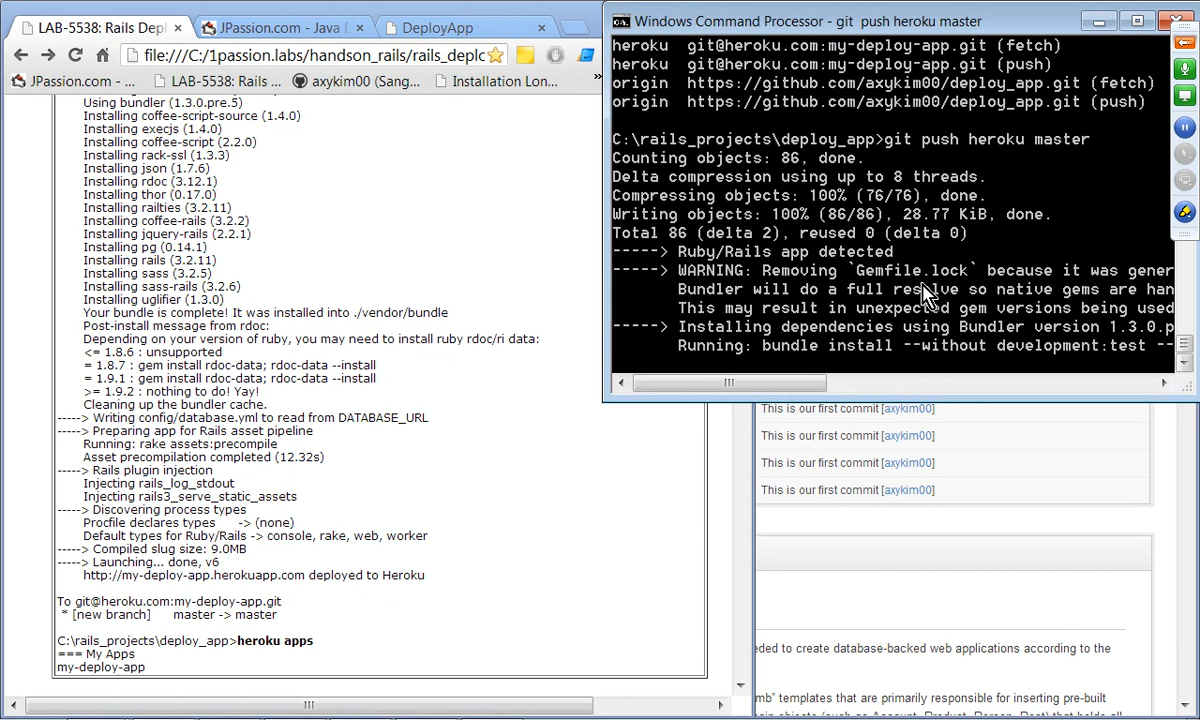 LAB-5538: Rails Depl
JPassion.com - Java
DeployApp
file:///C:/1passion.labs/handson_rails/rails_deplo
JPassion.com - ...
LAB-5538: Rails ...
axykim00 (Sang...
Installation Lon...
»
Using bundler (1.3.0.pre.5)
Installing coffee-script-source (1.4.0)
Installing execjs (1.4.0)
Installing coffee-script (2.2.0)
Installing rack-ssl (1.3.3)
Installing json (1.7.6)
Installing rdoc (3.12.1)
Installing thor (0.17.0)
Installing railties (3.2.11)
Installing coffee-rails (3.2.2)
Installing jquery-rails (2.2.1)
Installing pg (0.14.1)
Installing rails (3.2.11)
Installing sass (3.2.5)
Installing sass-rails (3.2.6)
Installing uglifier (1.3.0)
Your bundle is complete! It was installed into ./vendor/bundle
Post-install message from rdoc:
Depending on your version of ruby, you may need to install ruby rdoc/ri data:
<= 1.8.6 : unsupported
= 1.8.7 : gem install rdoc-data; rdoc-data --install
= 1.9.1 : gem install rdoc-data; rdoc-data --install
>= 1.9.2 : nothing to do! Yay!
Cleaning up the bundler cache.
-----> Writing config/database.yml to read from DATABASE_URL
-----> Preparing app for Rails asset pipeline
Running: rake assets:precompile
Asset precompilation completed (12.32s)
-----> Rails plugin injection
Injecting rails_log_stdout
Injecting rails3_serve_static_assets
-----> Discovering process types
Procfile declares types -> (none)
Default types for Ruby/Rails -> console, rake, web, worker
-----> Compiled slug size: 9.0MB
-----> Launching... done, v6
http://my-deploy-app.herokuapp.com deployed to Heroku
To git@heroku.com:my-deploy-app.git
* [new branch] master -> master
C:\rails_projects\deploy_app>heroku apps
=== My Apps
my-deploy-app
Windows Command Processor - git push heroku master
heroku git@heroku.com:my-deploy-app.git (fetch)
heroku git@heroku.com:my-deploy-app.git (push)
origin https://github.com/axykim00/deploy_app.git (fetch)
origin https://github.com/axykim00/deploy_app.git (push)
C:\rails_projects\deploy_app>git push heroku master
Counting objects: 86, done.
Delta compression using up to 8 threads.
Compressing objects: 100% (76/76), done.
Writing objects: 100% (86/86), 28.77 KiB, done.
Total 86 (delta 2), reused 0 (delta 0)
-----> Ruby/Rails app detected
-----> WARNING: Removing `Gemfile.lock` because it was gener
Bundler will do a full resolve so native gems are han
This may result in unexpected gem versions being used
-----> Installing dependencies using Bundler version 1.3.0.p
Running: bundle install --without development:test --
This is our first commit [axykim00]
This is our first commit [axykim00]
This is our first commit [axykim00]
This is our first commit [axykim00]
eded to create database-backed web applications according to the
mb" templates that are primarily responsible for inserting pre-built